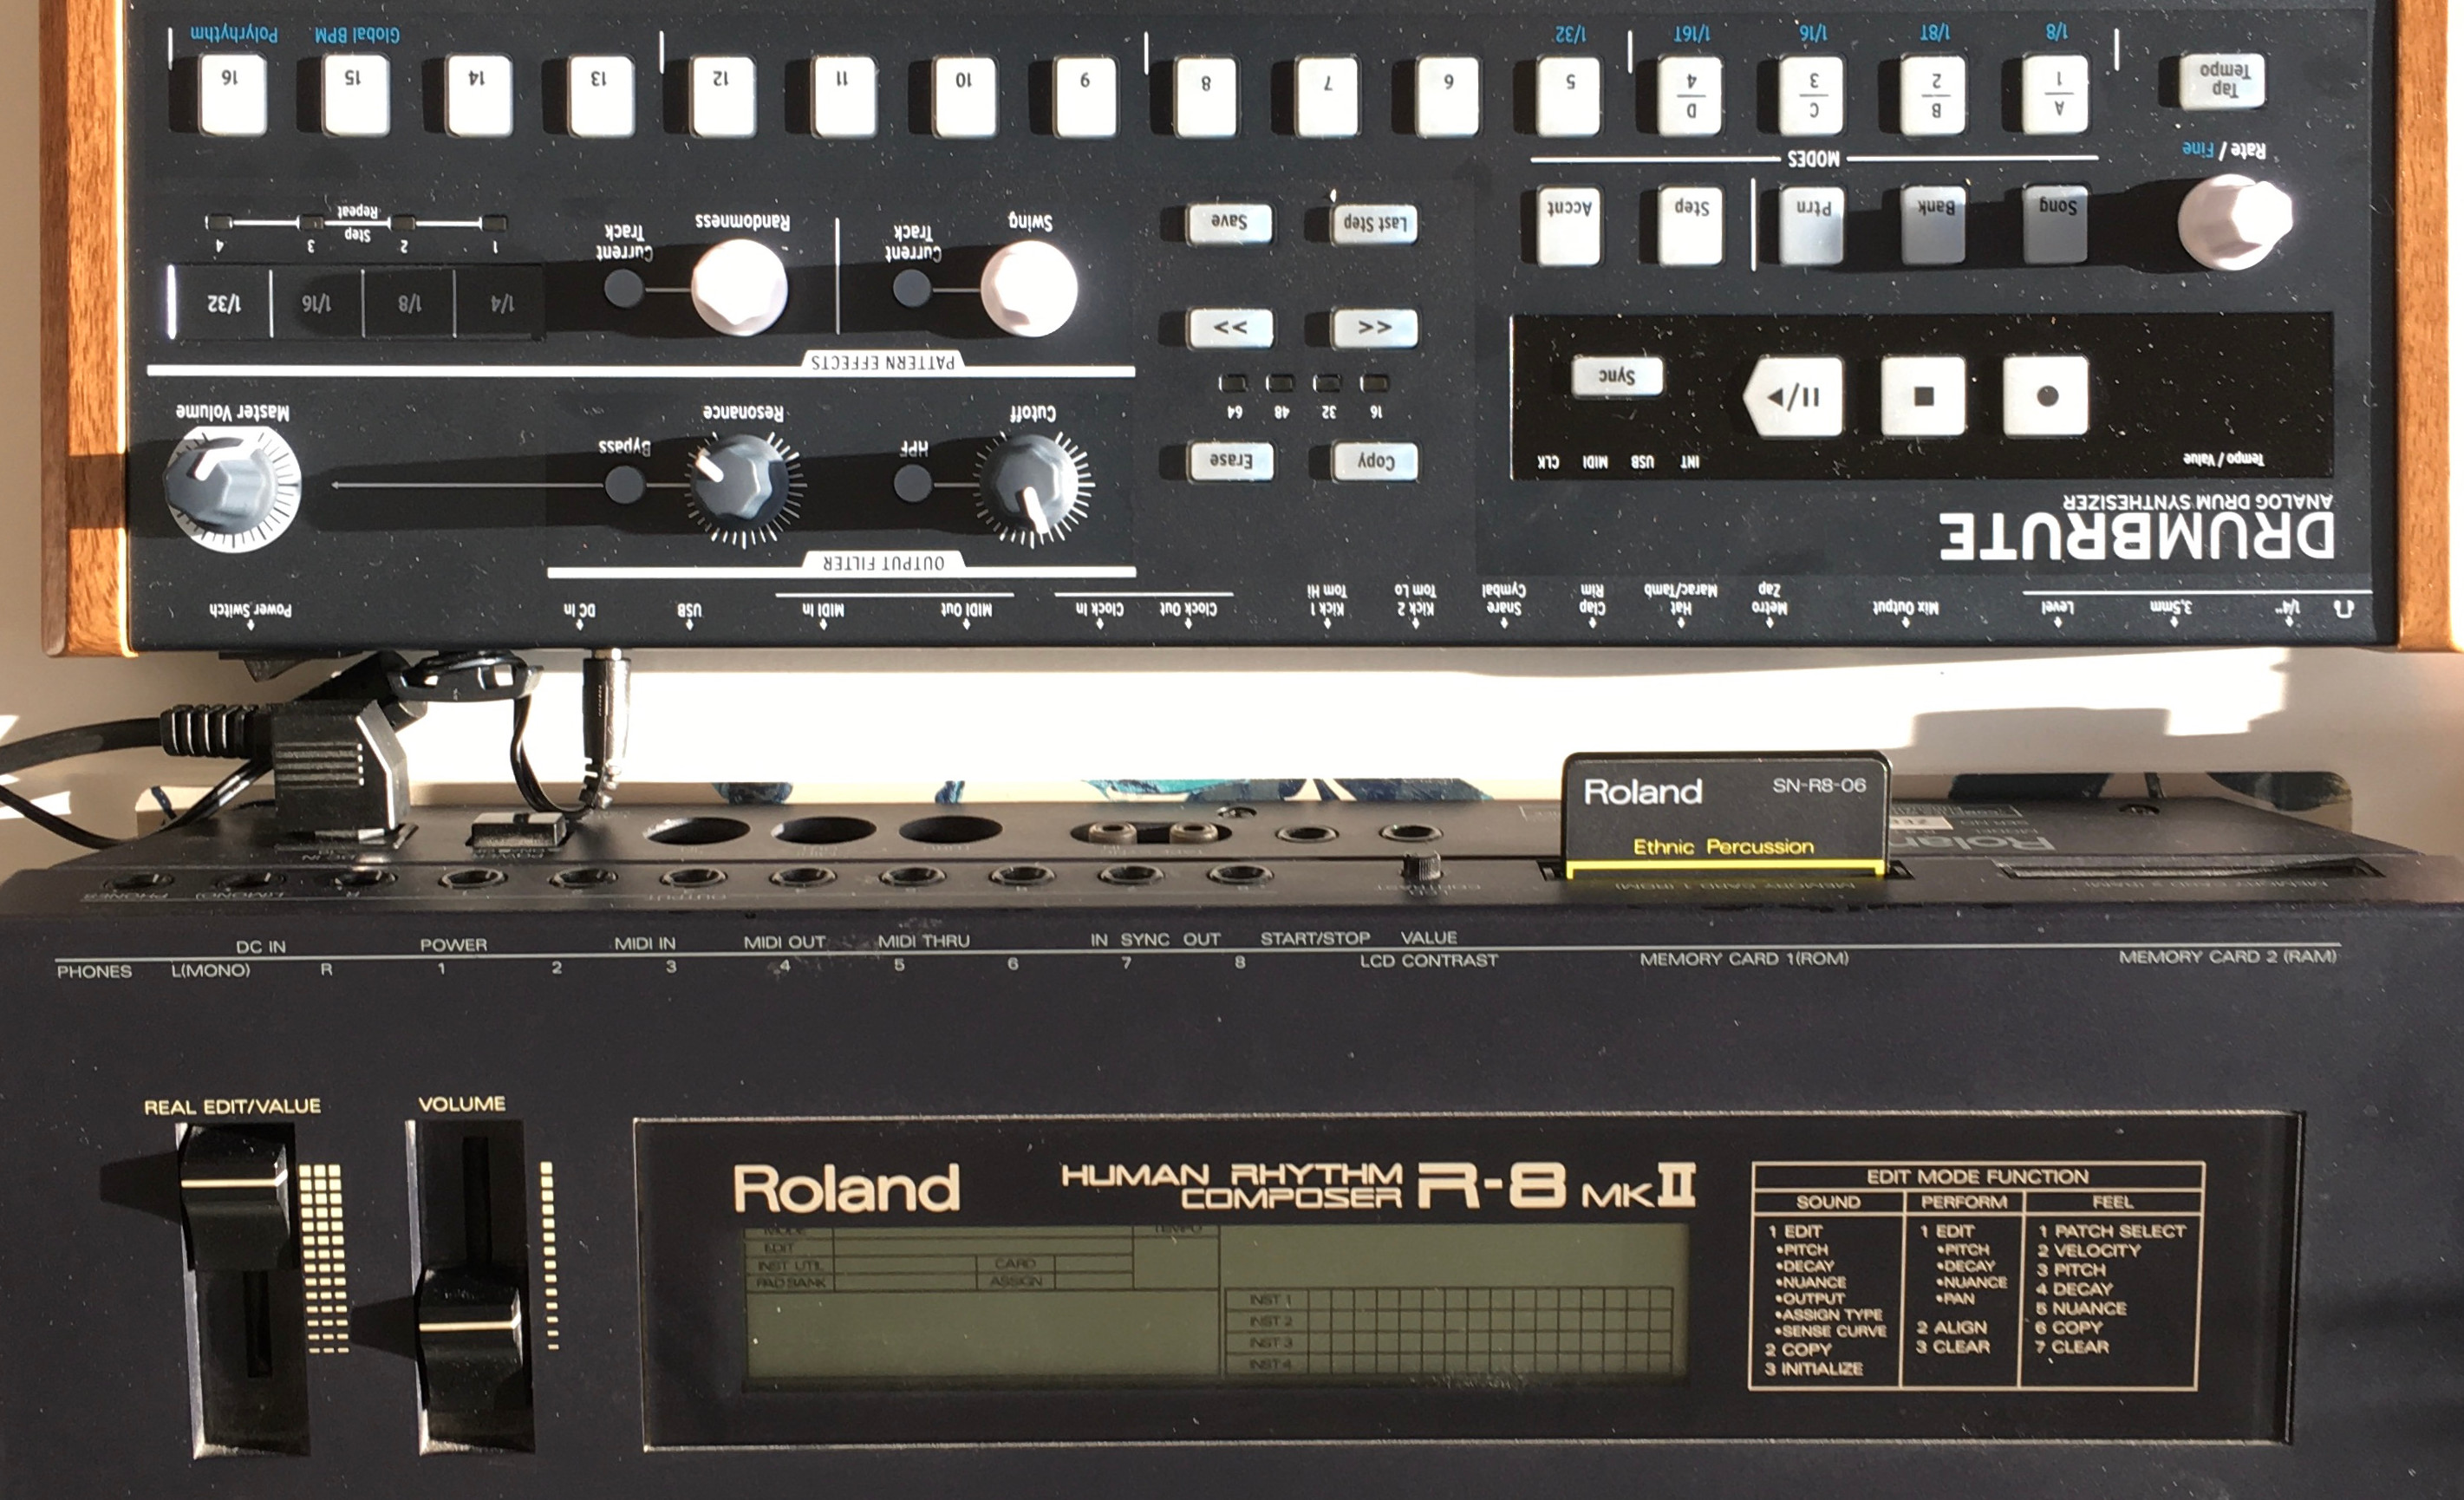 Polyrhythm Global BPM 1/32 1/16T 1/16 1/8T 1/8
16 15 14 13 12 11 10 9 8 7 6 5 4 D 3 C 2 B 1 A Tap Tempo
MODES
Rate / Fine
Step Repeat
4 3 2 1
Current Track
Randomness
Current Track
Swing
Save
Last Step
Accnt
Step
Ptrn
Bank
Song
1/32 1/16 1/8 1/4
>>
<<
PATTERN EFFECTS
Sync
Master Volume
Bypass
Resonance
HPF
Cutoff
64 48 32 16
Erase
Copy
CLK MIDI USB INT
Tempo / Value
DRUMBRUTE
ANALOG DRUM SYNTHESIZER
OUTPUT FILTER
Power Switch
DC In
USB
MIDI In
MIDI Out
Clock In
Clock Out
Kick 1
Tom Hi
Kick 2
Tom Lo
Snare
Cymbal
Clap
Rim
Hat
Marac/Tamb
Metro
Zap
Mix Output
Level
3,5mm
1/4"
Roland SN-R8-06
Ethnic Percussion
DC IN POWER MIDI IN MIDI OUT MIDI THRU IN SYNC OUT START/STOP VALUE
PHONES L(MONO) R 1 2 3 4 5 6 7 8 LCD CONTRAST MEMORY CARD 1(ROM) MEMORY CARD 2 (RAM)
REAL EDIT/VALUE VOLUME
Roland
HUMAN RHYTHM
COMPOSER
R-8 MKII
MODE
TEMPO
EDIT
INST UTIL CARD
PAD BANK ASSIGN
INST 1
INST 2
INST 3
INST 4
EDIT MODE FUNCTION
SOUND
1 EDIT
•PITCH
•DECAY
•NUANCE
•OUTPUT
•ASSIGN TYPE
•SENSE CURVE
2 COPY
3 INITIALIZE
PERFORM
1 EDIT
•PITCH
•DECAY
•NUANCE
•PAN
2 ALIGN
3 CLEAR
FEEL
1 PATCH SELECT
2 VELOCITY
3 PITCH
4 DECAY
5 NUANCE
6 COPY
7 CLEAR